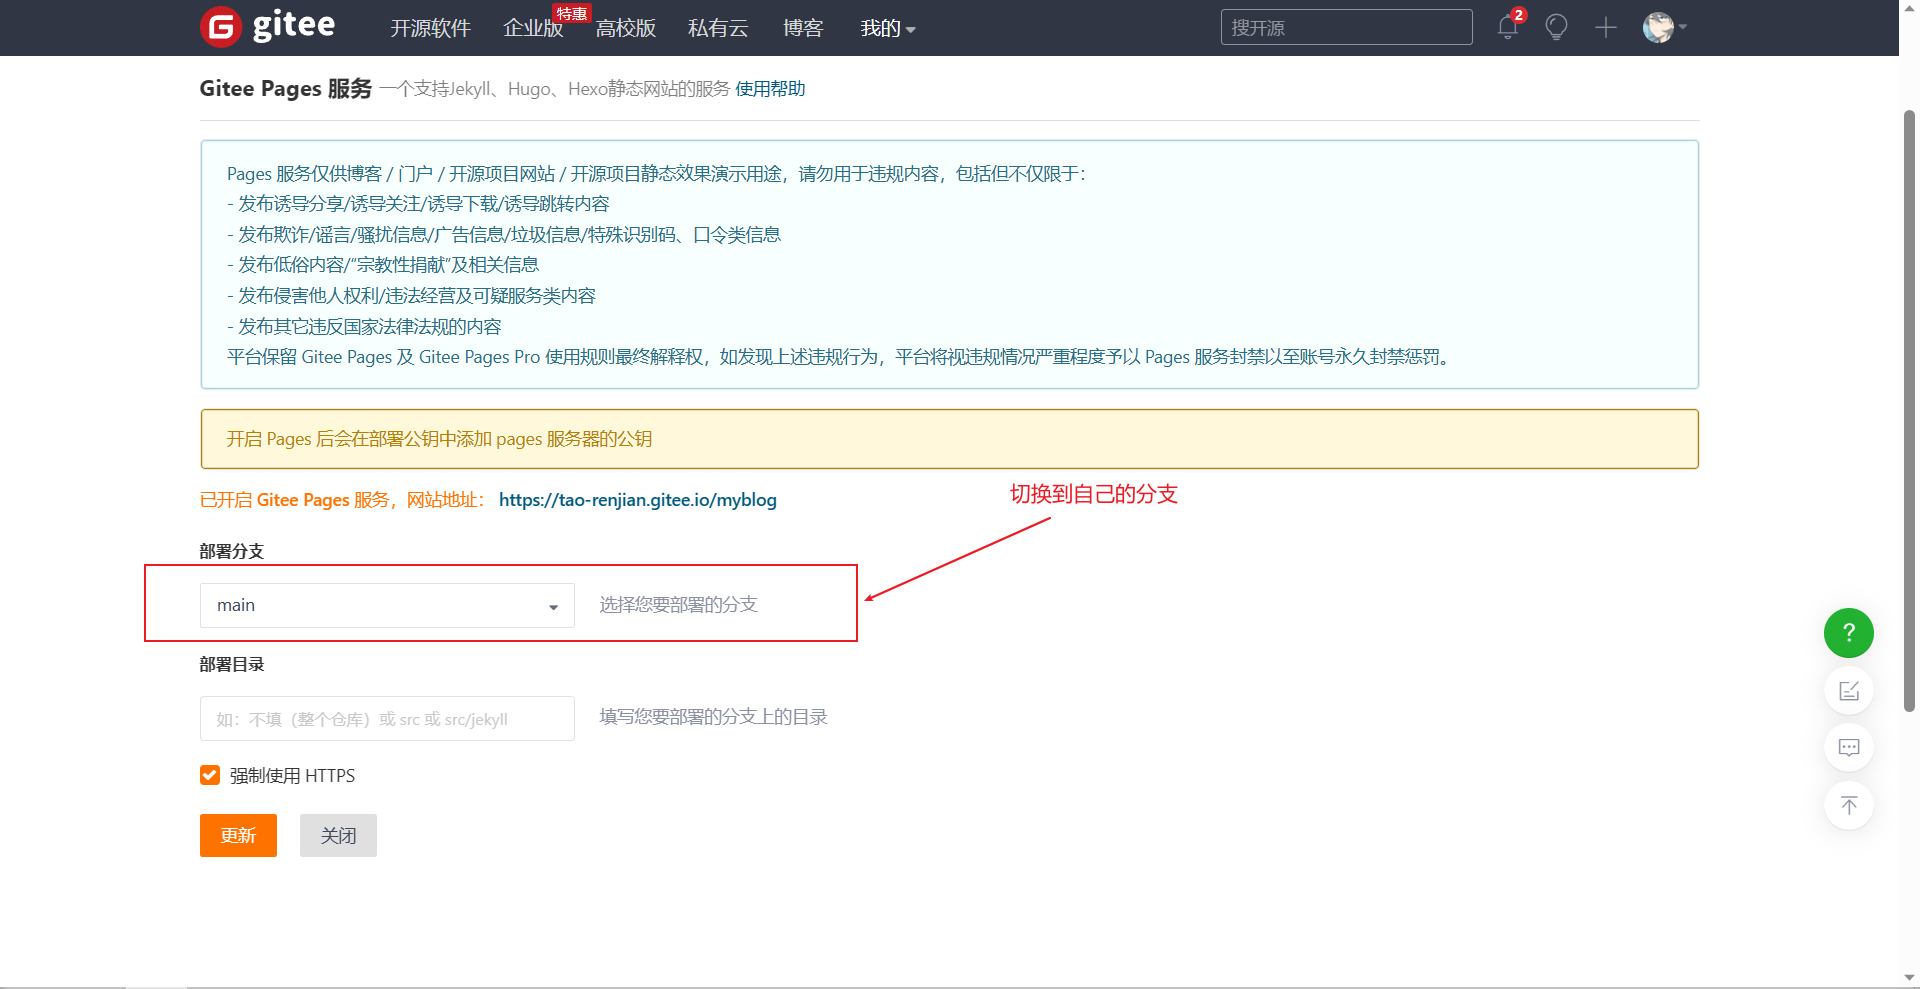 gitee
开源软件
企业版
特惠
高校版
私有云
博客
我的
搜开源
2
Gitee Pages 服务 一个支持Jekyll、Hugo、Hexo静态网站的服务 使用帮助
Pages 服务仅供博客 / 门户 / 开源项目网站 / 开源项目静态效果演示用途，请勿用于违规内容，包括但不仅限于：
- 发布诱导分享/诱导关注/诱导下载/诱导跳转内容
- 发布欺诈/谣言/骚扰信息/广告信息/垃圾信息/特殊识别码、口令类信息
- 发布低俗内容/“宗教性捐献”及相关信息
- 发布侵害他人权利/违法经营及可疑服务类内容
- 发布其它违反国家法律法规的内容
平台保留 Gitee Pages 及 Gitee Pages Pro 使用规则最终解释权，如发现上述违规行为，平台将视违规情况严重程度予以 Pages 服务封禁以至账号永久封禁惩罚。
开启 Pages 后会在部署公钥中添加 pages 服务器的公钥
已开启 Gitee Pages 服务，网站地址： https://tao-renjian.gitee.io/myblog
切换到自己的分支
部署分支
main
选择您要部署的分支
部署目录
如：不填（整个仓库）或 src 或 src/jekyll
填写您要部署的分支上的目录
强制使用 HTTPS
更新
关闭
?